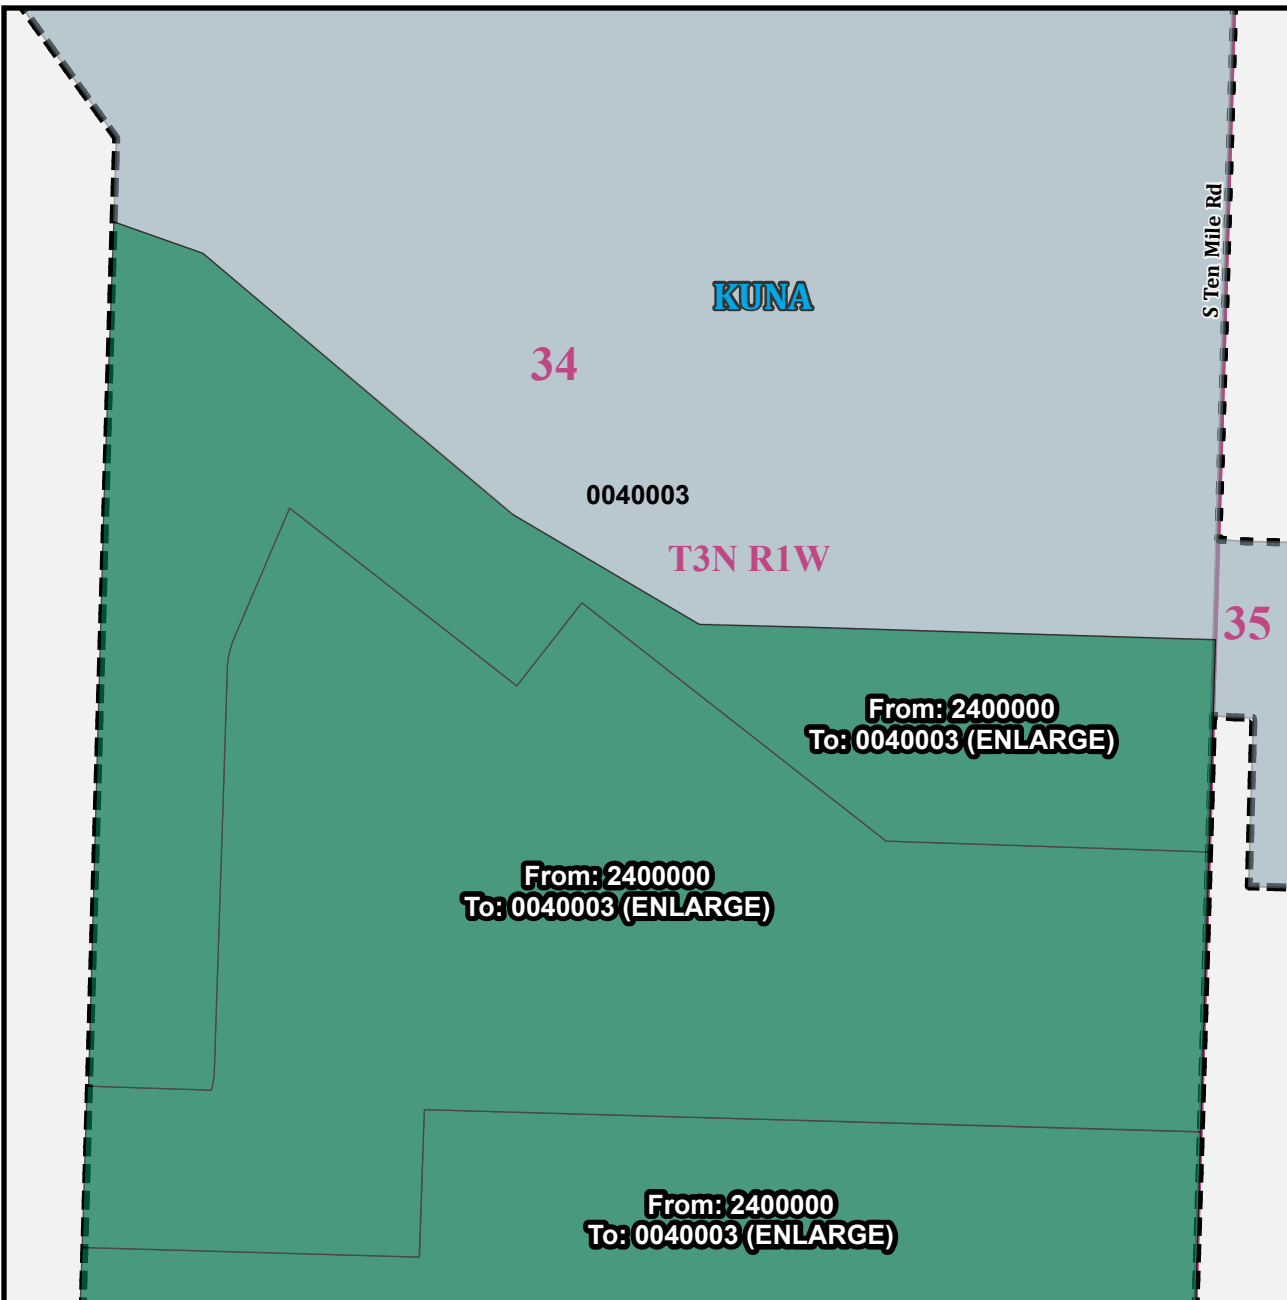 S Ten Mile Rd
KUNA
34
0040003
T3N R1W
35
From: 2400000
To: 0040003 (ENLARGE)
From: 2400000
To: 0040003 (ENLARGE)
From: 2400000
To: 0040003 (ENLARGE)